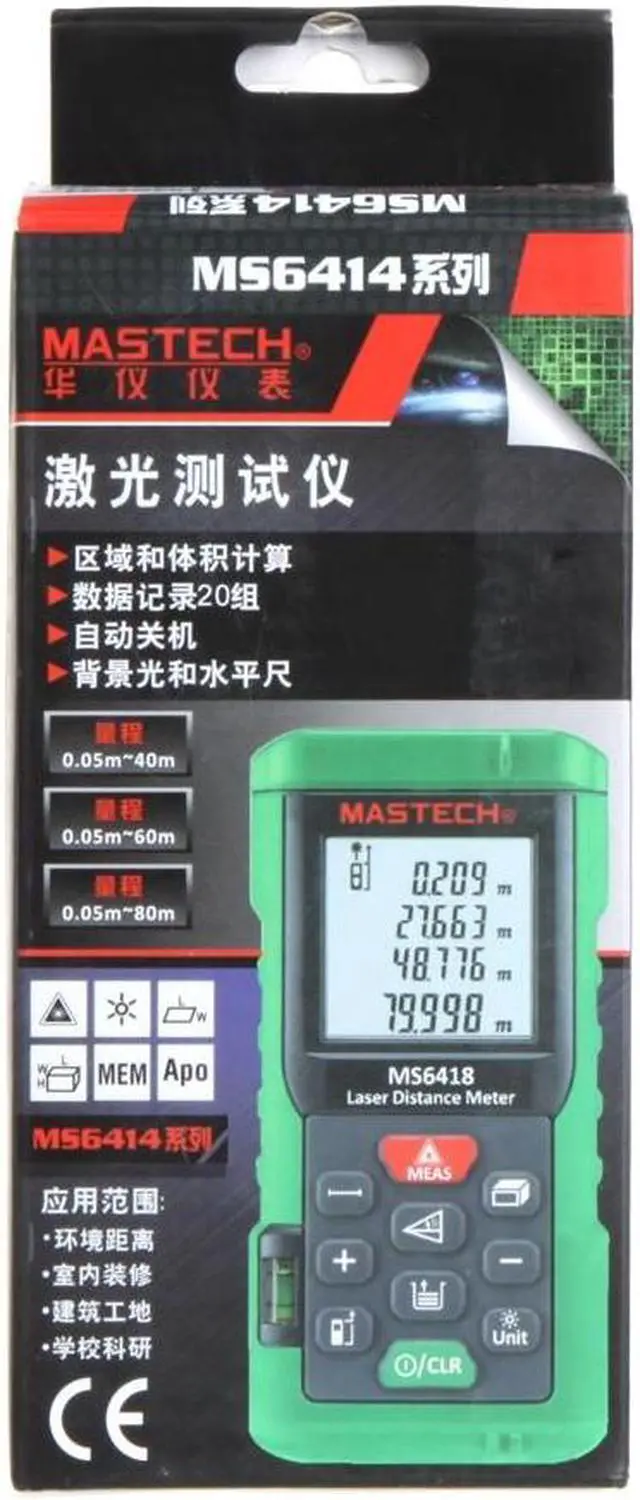 MS6414系列
MS6414系列
MASTECH®
华仪仪表
激光测试仪
区域和体积计算
数据记录20组
自动关机
背景光和水平尺
量程
0.05m~40m
量程
0.05m~60m
量程
0.05m~80m
L
W
L
W
H
MEM
Apo
MS6414系列
应用范围:
·环境距离
·室内装修
·建筑工地
·学校科研
CE
MASTECH®
0.209 m
27.663 m
48.776 m
79.998 m
MS6418
Laser Distance Meter
MEAS
+
−
Unit
/CLR